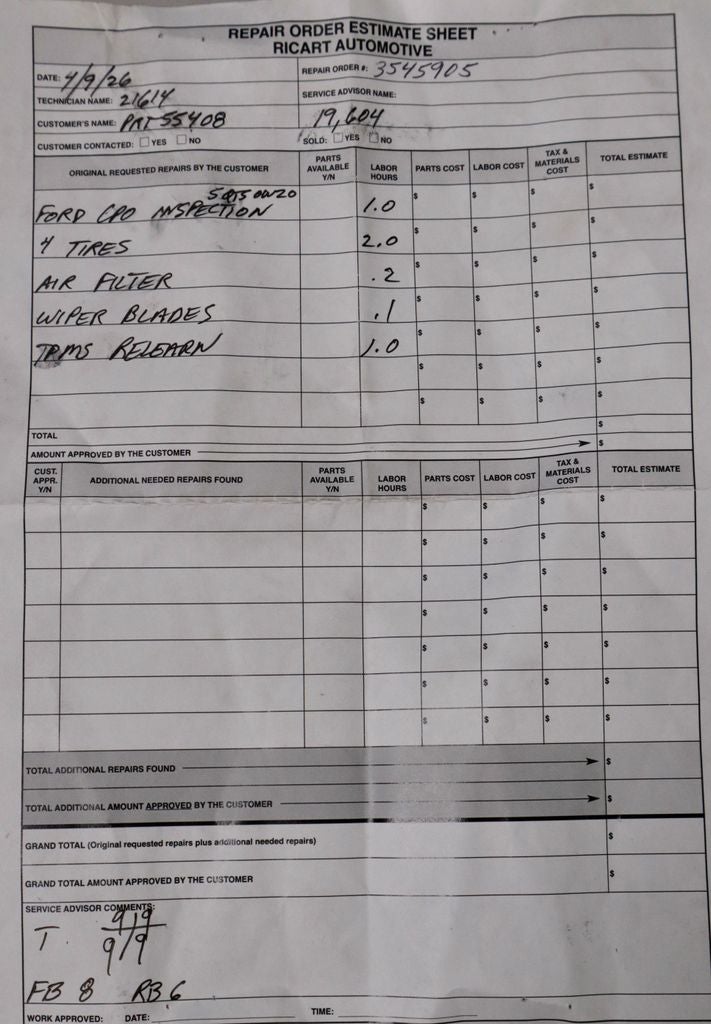 REPAIR ORDER ESTIMATE SHEET
RICART AUTOMOTIVE
DATE: 4/9/26
REPAIR ORDER #: 3545905
TECHNICIAN NAME: 21614
SERVICE ADVISOR NAME:
CUSTOMER'S NAME: PRT55408
19,604
CUSTOMER CONTACTED: YES NO
SOLD: YES NO
ORIGINAL REQUESTED REPAIRS BY THE CUSTOMER PARTS AVAILABLE Y/N LABOR HOURS PARTS COST LABOR COST TAX & MATERIALS COST TOTAL ESTIMATE
5 QTS 0W20
FORD CPO INSPECTION 1.0 $ $ $ $
4 TIRES 2.0 $ $ $ $
AIR FILTER .2 $ $ $ $
WIPER BLADES .1 $ $ $ $
TPMS RELEARN 1.0 $ $ $ $
$ $ $ $
$ $ $
TOTAL $
AMOUNT APPROVED BY THE CUSTOMER $
CUST. APPR. Y/N ADDITIONAL NEEDED REPAIRS FOUND PARTS AVAILABLE Y/N LABOR HOURS PARTS COST LABOR COST TAX & MATERIALS COST TOTAL ESTIMATE
$ $ $ $
$ $ $ $
$ $ $ $
$ $ $ $
$ $ $ $
$ $ $ $
$ $ $ $
TOTAL ADDITIONAL REPAIRS FOUND $
TOTAL ADDITIONAL AMOUNT APPROVED BY THE CUSTOMER $
GRAND TOTAL (Original requested repairs plus additional needed repairs) $
GRAND TOTAL AMOUNT APPROVED BY THE CUSTOMER $
SERVICE ADVISOR COMMENTS:
9/9
T. 9/9
FB 8 RB 6
WORK APPROVED: DATE: TIME: